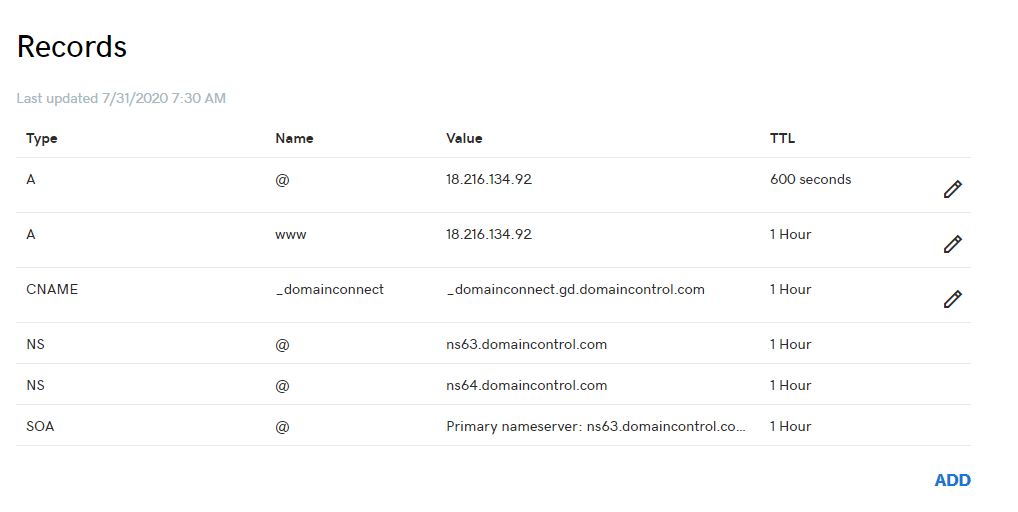 Records
Last updated 7/31/2020 7:30 AM
Type Name Value TTL
A @ 18.216.134.92 600 seconds
A www 18.216.134.92 1 Hour
CNAME _domainconnect _domainconnect.gd.domaincontrol.com 1 Hour
NS @ ns63.domaincontrol.com 1 Hour
NS @ ns64.domaincontrol.com 1 Hour
SOA @ Primary nameserver: ns63.domaincontrol.co... 1 Hour
ADD